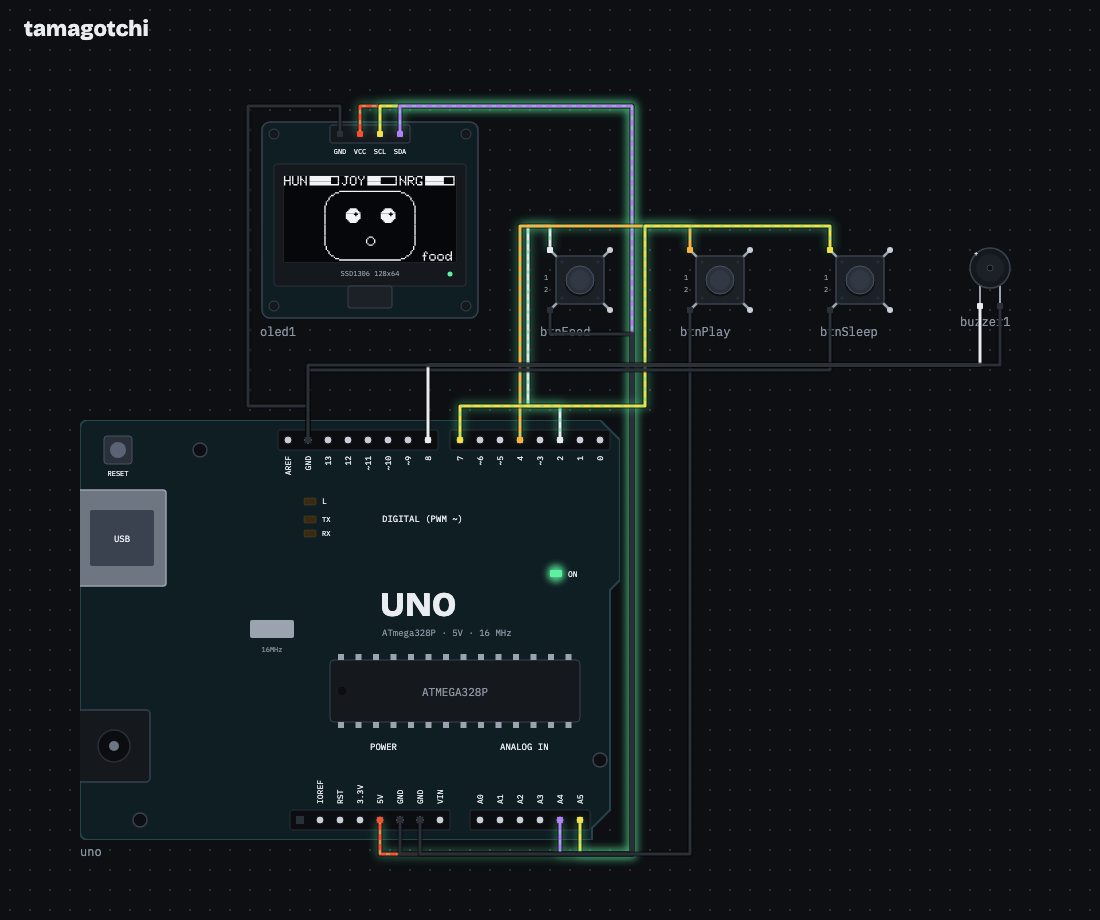 tamagotchi
GND VCC SCL SDA
HUN JOY NRG
food
SSD1306 128x64
oled1
1
2
btnFeed
1
2
btnPlay
1
2
btnSleep
buzzer1
RESET
AREF GND 13 12 ~11 ~10 ~9 8 7 ~6 ~5 4 ~3 2 1 0
L
TX
RX
DIGITAL (PWM ~)
USB
ON
UNO
ATmega328P · 5V · 16 MHz
16MHz
ATMEGA328P
POWER ANALOG IN
IOREF RST 3.3V 5V GND GND VIN A0 A1 A2 A3 A4 A5
uno